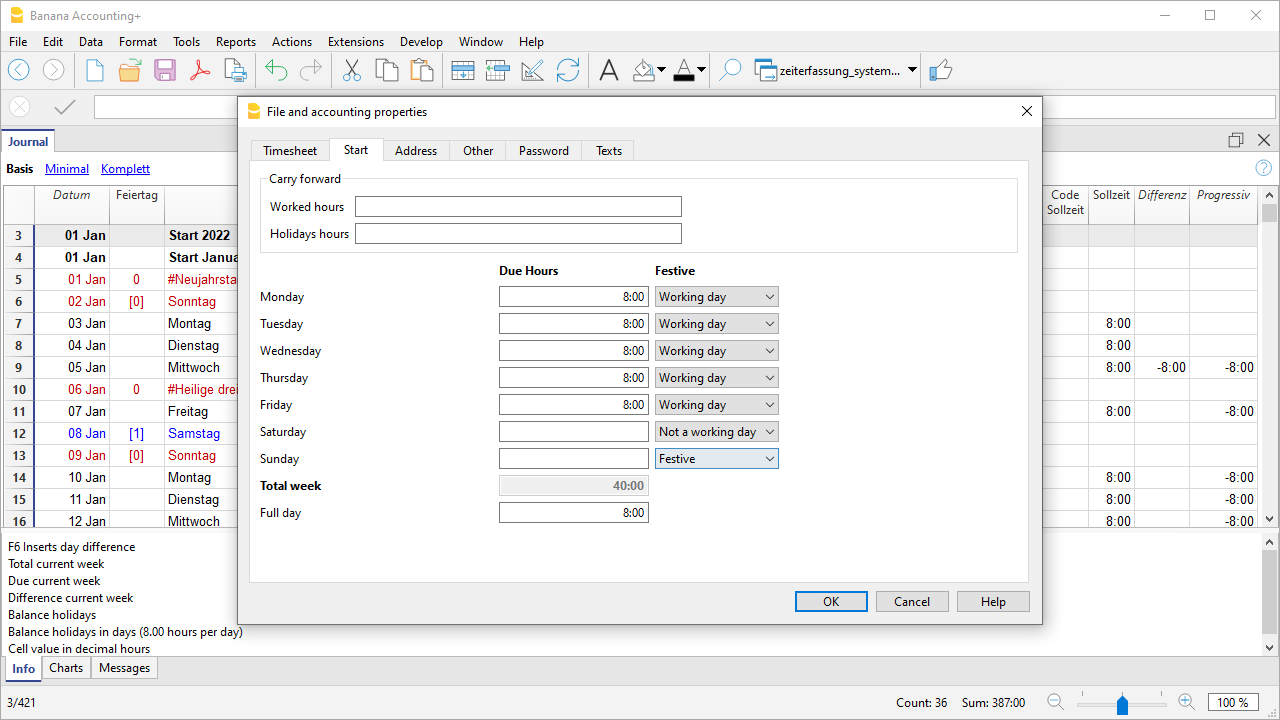 Banana Accounting+
File Edit Data Format Tools Reports Actions Extensions Develop Window Help
zeiterfassung_system...
Journal
Basis Minimal Komplett
Datum Feiertag Code Sollzeit Sollzeit Differenz Progressiv
3 01 Jan Start 2022
4 01 Jan Start Janua
5 01 Jan 0 #Neujahrsta
6 02 Jan [0] Sonntag
7 03 Jan Montag 8:00
8 04 Jan Dienstag 8:00
9 05 Jan Mittwoch 8:00 -8:00 -8:00
10 06 Jan 0 #Heilige drei
11 07 Jan Freitag 8:00 -8:00
12 08 Jan [1] Samstag
13 09 Jan [0] Sonntag
14 10 Jan Montag 8:00 -8:00
15 11 Jan Dienstag 8:00 -8:00
16 12 Jan Mittwoch 8:00 -8:00
File and accounting properties
Timesheet Start Address Other Password Texts
Carry forward
Worked hours
Holidays hours
Due Hours Festive
Monday 8:00 Working day
Tuesday 8:00 Working day
Wednesday 8:00 Working day
Thursday 8:00 Working day
Friday 8:00 Working day
Saturday Not a working day
Sunday Festive
Total week 40:00
Full day 8:00
OK Cancel Help
F6 Inserts day difference
Total current week
Due current week
Difference current week
Balance holidays
Balance holidays in days (8.00 hours per day)
Cell value in decimal hours
Info Charts Messages
3/421 Count: 36 Sum: 387:00 100 %